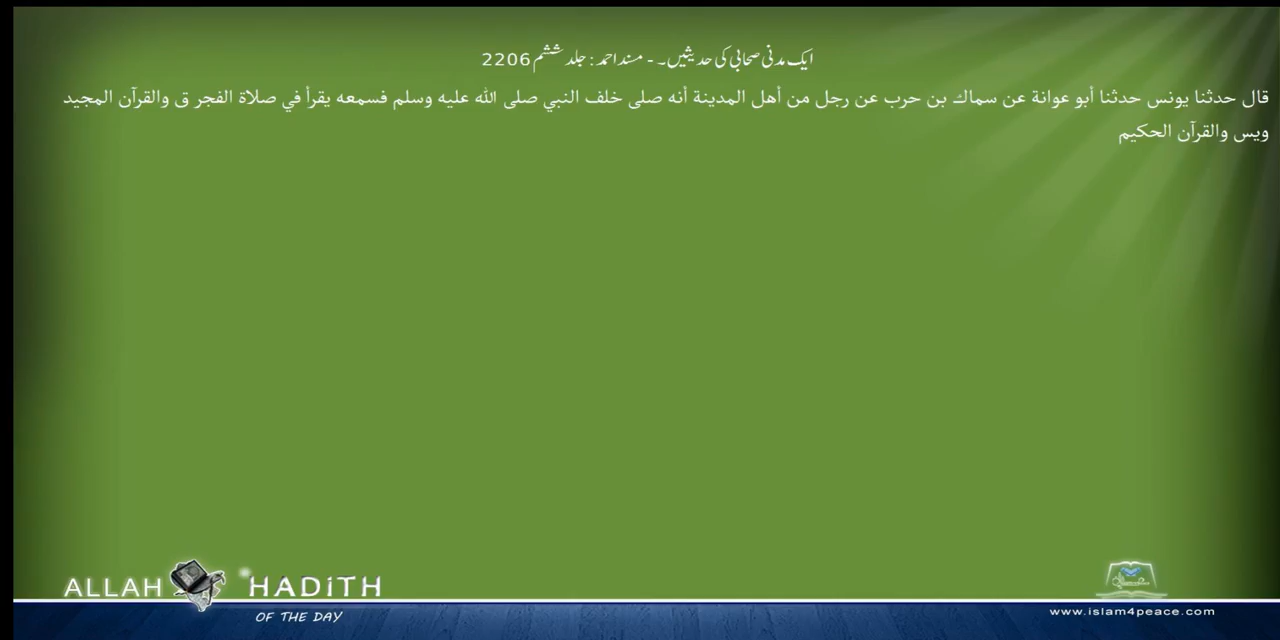 ایک مدنی صحابی کی حدیثیں۔ - مسند احمد : جلد ششم 2206
قال حدثنا يونس حدثنا أبو عوانة عن سماك بن حرب عن رجل من أهل المدينة أنه صلى خلف النبي صلى الله عليه وسلم فسمعه يقرأ في صلاة الفجر ق والقرآن المجيد
ويس والقرآن الحكيم
ALLAH HADITH
OF THE DAY
www.islam4peace.com